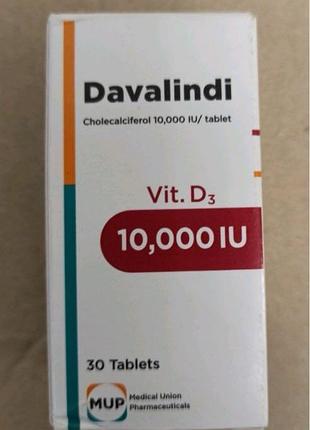 Davalindi
Cholecalciferol 10,000 IU/ tablet
Vit. D₃
10,000 IU
30 Tablets
MUP
Medical Union
Pharmaceuticals